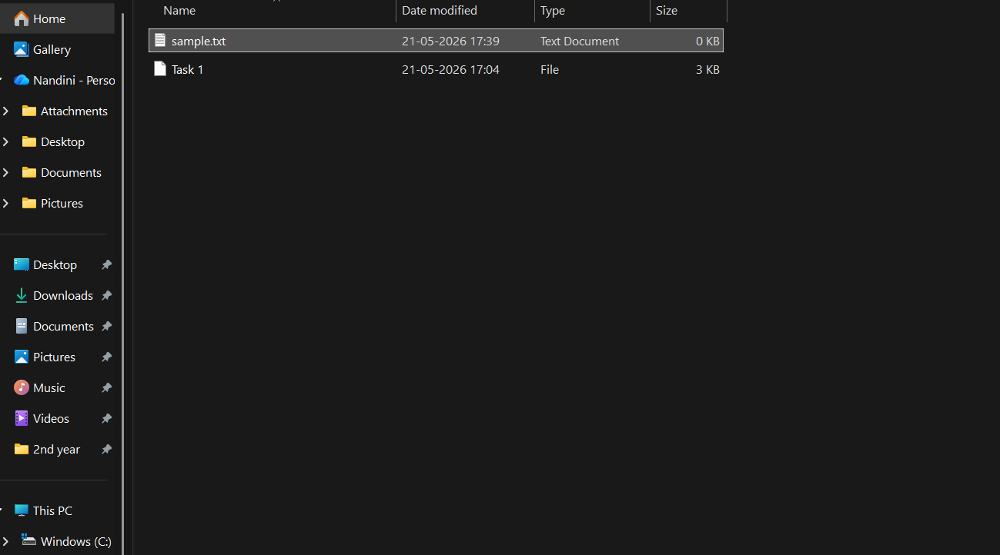 Home
Gallery
Nandini - Perso
Attachments
Desktop
Documents
Pictures
Desktop
Downloads
Documents
Pictures
Music
Videos
2nd year
This PC
Windows (C:)
Name Date modified Type Size
sample.txt 21-05-2026 17:39 Text Document 0 KB
Task 1 21-05-2026 17:04 File 3 KB